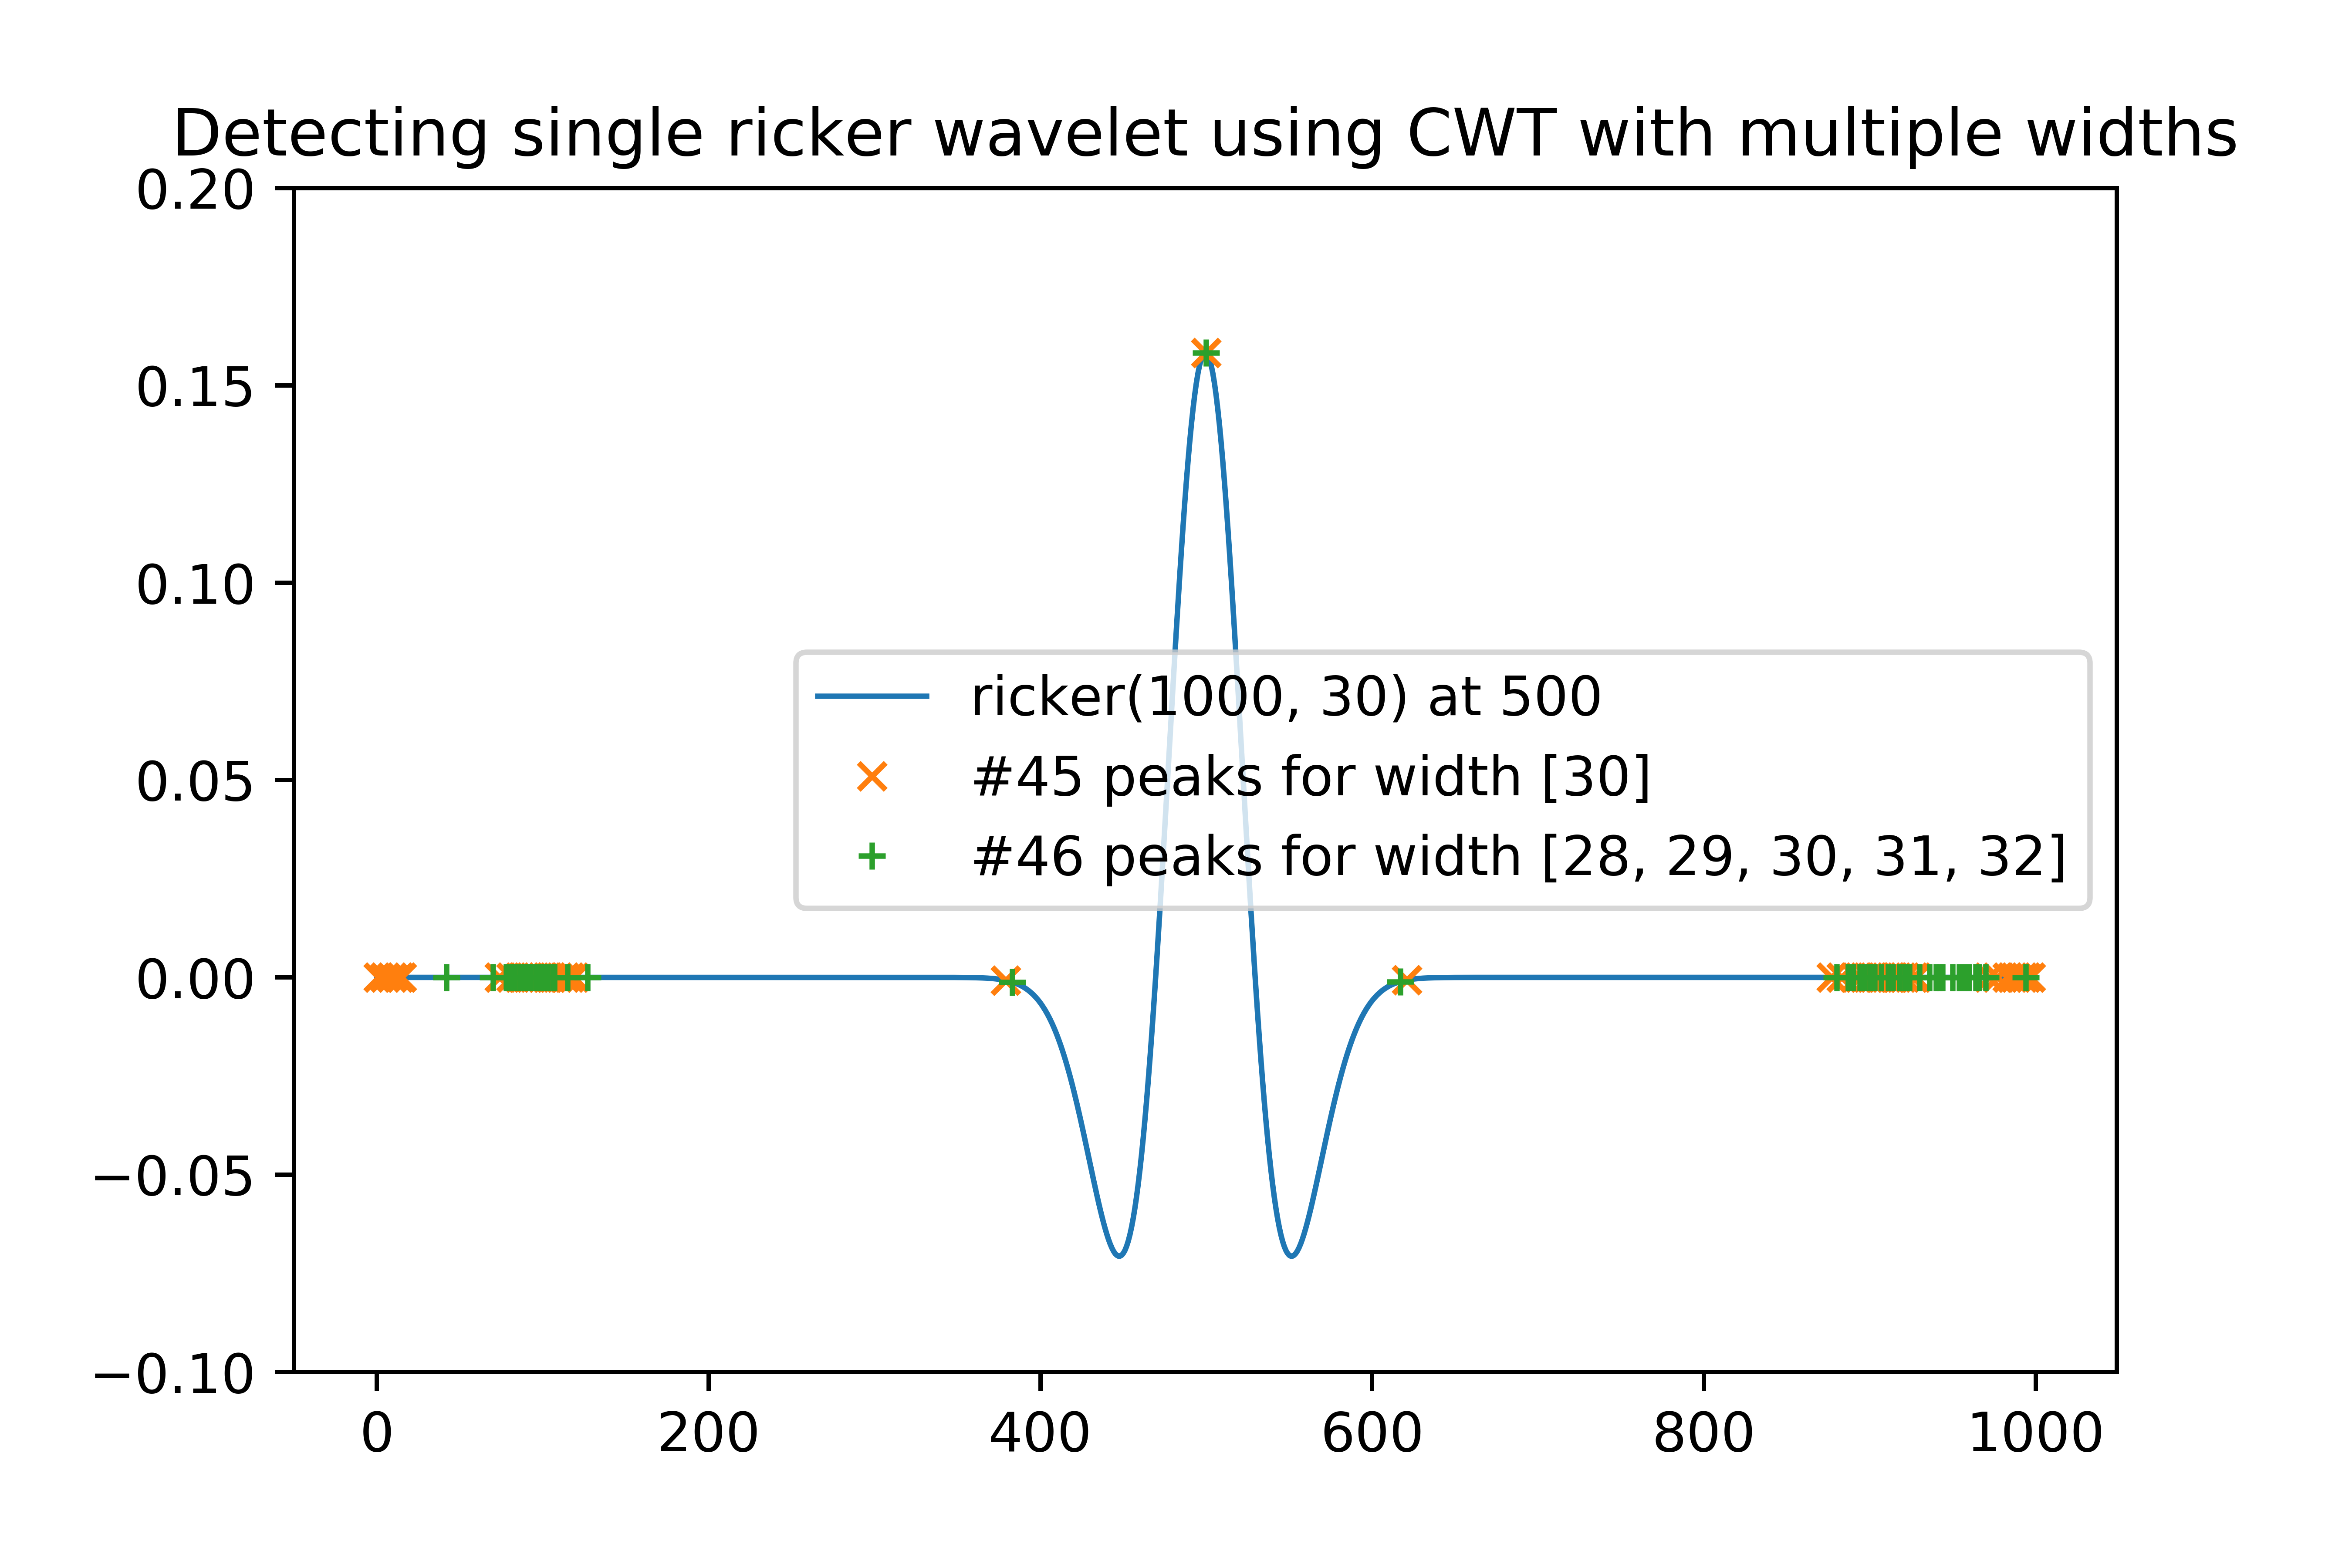 Detecting single ricker wavelet using CWT with multiple widths
0.20
0.15
0.10
0.05
0.00
−0.05
−0.10
ricker(1000, 30) at 500
#45 peaks for width [30]
#46 peaks for width [28, 29, 30, 31, 32]
0 200 400 600 800 1000